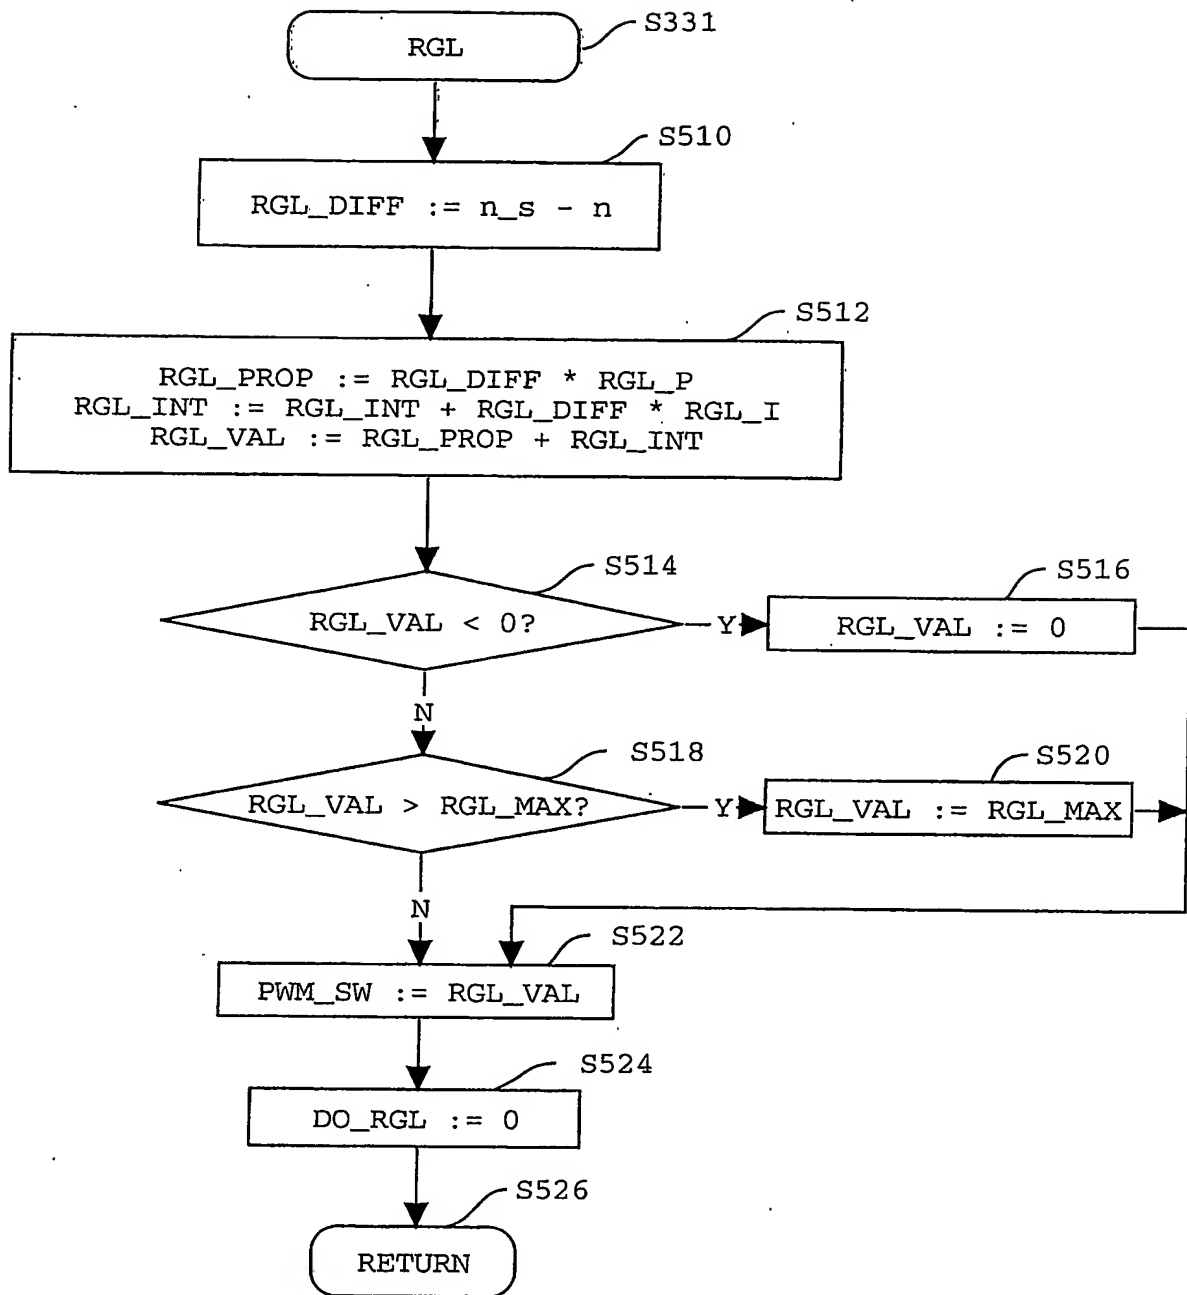 RGL
S331
S510
RGL_DIFF := n_s - n
S512
RGL_PROP := RGL_DIFF * RGL_P
RGL_INT := RGL_INT + RGL_DIFF * RGL_I
RGL_VAL := RGL_PROP + RGL_INT
S514
RGL_VAL < 0?
Y
S516
RGL_VAL := 0
N
S518
RGL_VAL > RGL_MAX?
Y
S520
RGL_VAL := RGL_MAX
N
S522
PWM_SW := RGL_VAL
S524
DO_RGL := 0
S526
RETURN